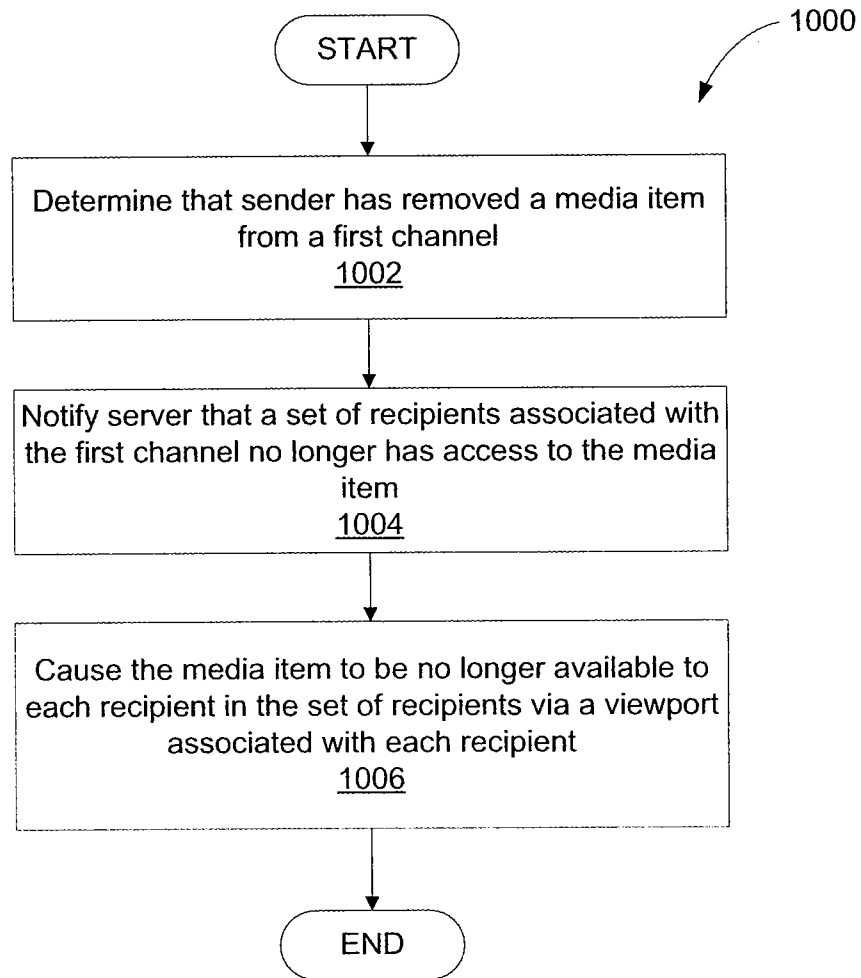 1000
START
Determine that sender has removed a media item
from a first channel
1002
Notify server that a set of recipients associated with
the first channel no longer has access to the media
item
1004
Cause the media item to be no longer available to
each recipient in the set of recipients via a viewport
associated with each recipient
1006
END